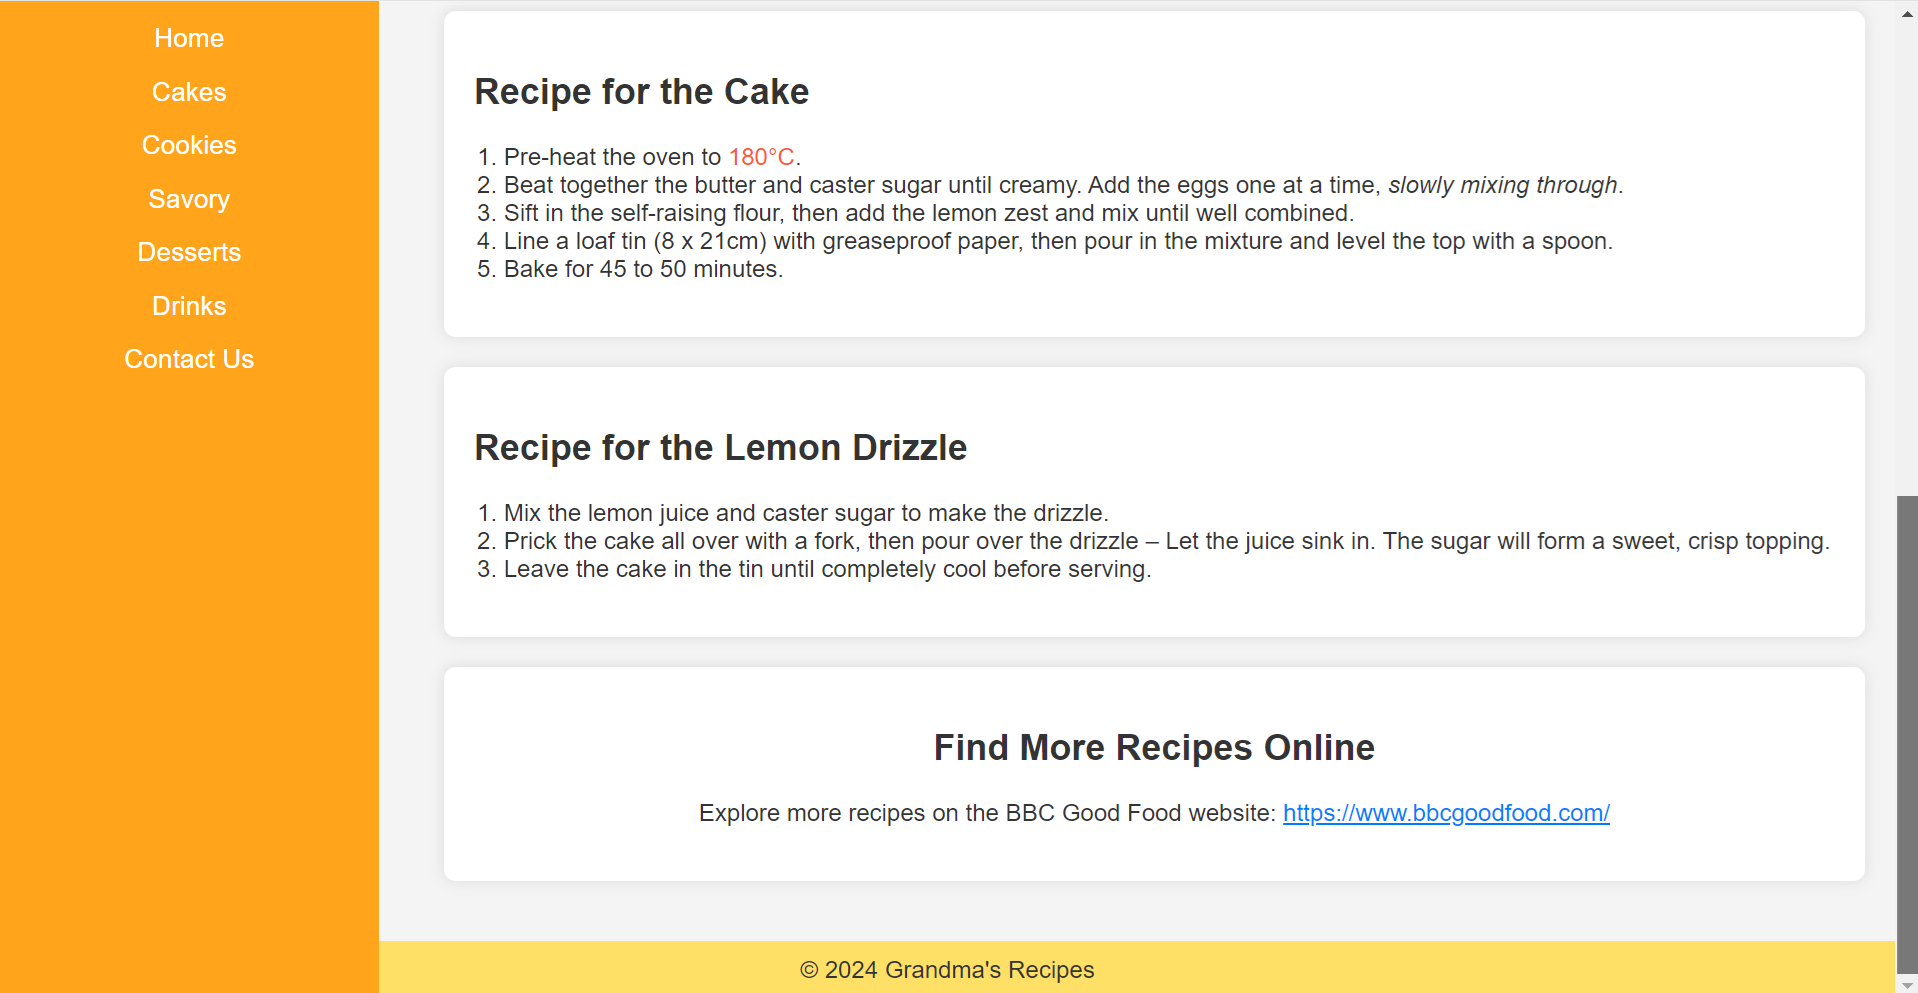 Home
Cakes
Cookies
Savory
Desserts
Drinks
Contact Us
Recipe for the Cake
1. Pre-heat the oven to 180°C.
2. Beat together the butter and caster sugar until creamy. Add the eggs one at a time, slowly mixing through.
3. Sift in the self-raising flour, then add the lemon zest and mix until well combined.
4. Line a loaf tin (8 x 21cm) with greaseproof paper, then pour in the mixture and level the top with a spoon.
5. Bake for 45 to 50 minutes.
Recipe for the Lemon Drizzle
1. Mix the lemon juice and caster sugar to make the drizzle.
2. Prick the cake all over with a fork, then pour over the drizzle – Let the juice sink in. The sugar will form a sweet, crisp topping.
3. Leave the cake in the tin until completely cool before serving.
Find More Recipes Online
Explore more recipes on the BBC Good Food website: https://www.bbcgoodfood.com/
© 2024 Grandma's Recipes